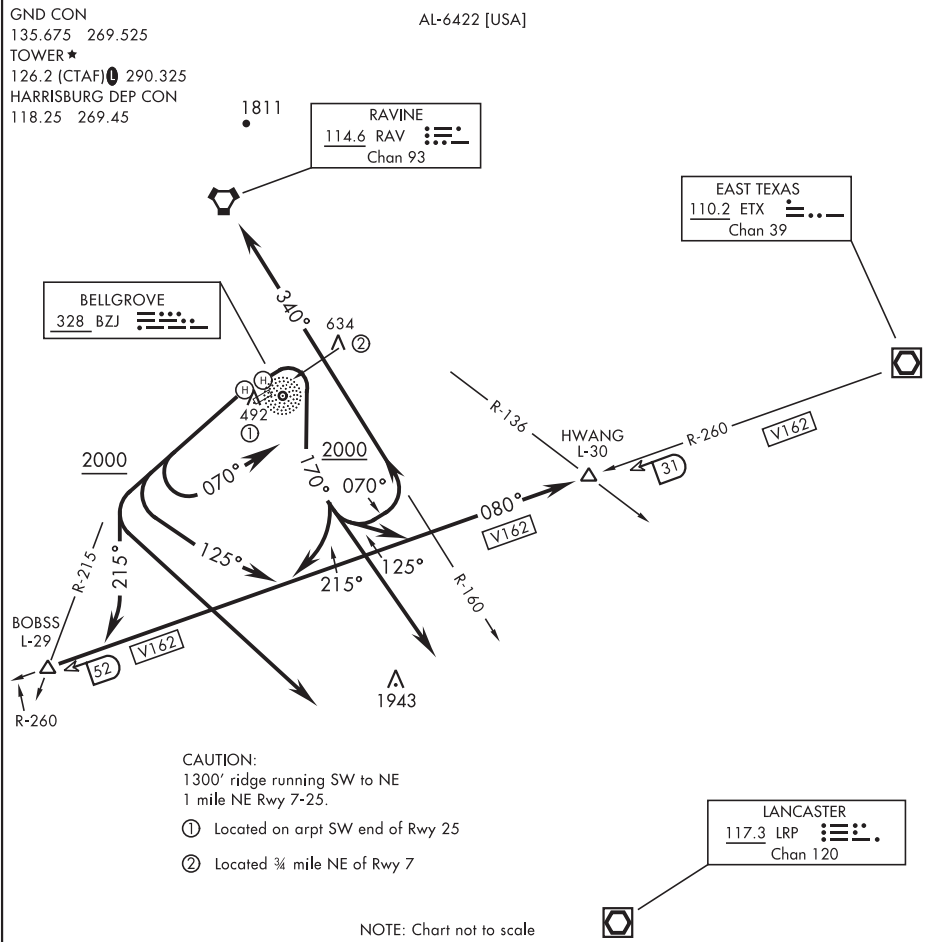 GND CON
135.675 269.525
TOWER★
126.2 (CTAF) L 290.325
HARRISBURG DEP CON
118.25 269.45
AL-6422 [USA]
1811
RAVINE
114.6 RAV
Chan 93
EAST TEXAS
110.2 ETX
Chan 39
BELLGROVE
328 BZJ
340°
634
②
H
H
492
①
R-136
HWANG
L-30
R-260
V162
31
2000
070°
170°
2000
070°
080°
V162
125°
215°
125°
R-160
R-215
215°
BOBSS
L-29
V162
52
R-260
1943
CAUTION:
1300' ridge running SW to NE
1 mile NE Rwy 7-25.
① Located on arpt SW end of Rwy 25
② Located ¾ mile NE of Rwy 7
LANCASTER
117.3 LRP
Chan 120
NOTE: Chart not to scale